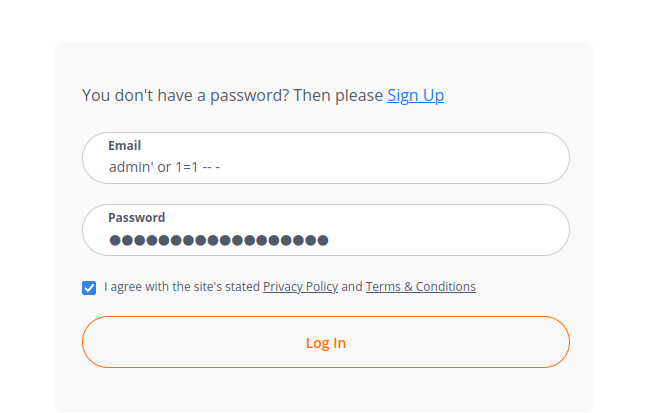 You don't have a password? Then please Sign Up
Email
admin' or 1=1 -- -
Password
●●●●●●●●●●●●●●●●●●
I agree with the site's stated Privacy Policy and Terms & Conditions
Log In